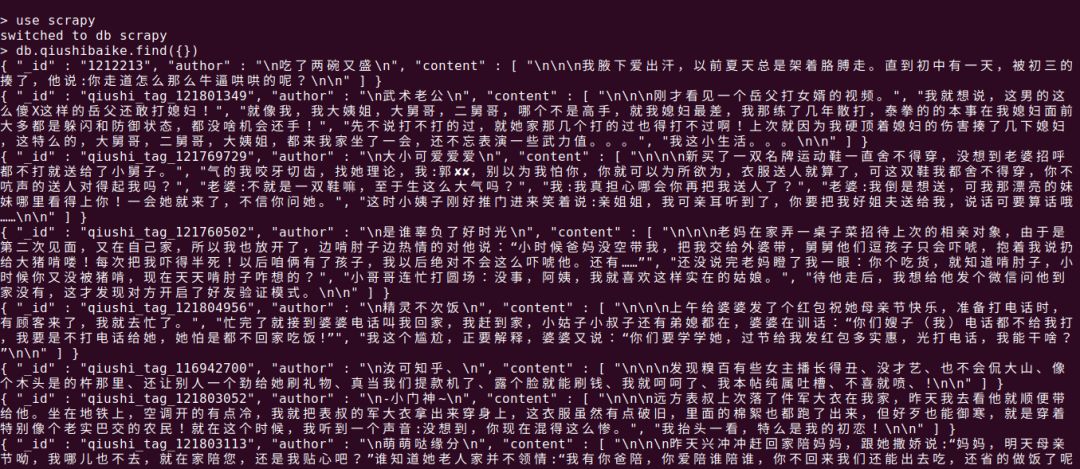 > use scrapy
switched to db scrapy
> db.qiushibaike.find({})
{ "_id" : "1212213", "author" : "\n吃了两碗又盛\n", "content" : [ "\n\n\n我腋下爱出汗，以前夏天总是架着胳膊走。直到初中有一天，被初三的
揍了，他说:你走道怎么那么牛逼哄哄的呢？\n\n" ] }
{ "_id" : "qiushi_tag_121801349", "author" : "\n武术老公\n", "content" : [ "\n\n\n刚才看见一个岳父打女婿的视频。", "我就想说，这男的这
么傻X这样的岳父还敢打媳妇！", "就像我，我大姨姐，大舅哥，二舅哥，哪个不是高手，就我媳妇最差，我那练了几年散打，泰拳的的本事在我媳妇面前
大多都是躲闪和防御状态，都没啥机会还手！", "先不说打不打的过，就她家那几个打的过也得打不过啊！上次就因为我硬顶着媳妇的伤害揍了几下媳妇
，这特么的，大舅哥，二舅哥，大姨姐，都来我家坐了一会，还不忘表演一些武力值。。。", "我这小生活。。。\n\n" ] }
{ "_id" : "qiushi_tag_121769729", "author" : "\n大小可爱爱爱\n", "content" : [ "\n\n\n新买了一双名牌运动鞋一直舍不得穿，没想到老婆招呼
都不打就送给了小舅子。", "气的我咬牙切齿，找她理论，我:郭✘✘，别以为我怕你，你就可以为所欲为，衣服送人就算了，可这双鞋我都舍不得穿，你不
吭声的送人对得起我吗？", "老婆:不就是一双鞋嘛，至于生这么大气吗？", "我:我真担心哪会你再把我送人了？", "老婆:我倒是想送，可我那漂亮的妹
妹哪里看得上你！一会她就来了，不信你问她。", "这时小姨子刚好推门进来笑着说:亲姐姐，我可亲耳听到了，你要把我好姐夫送给我，说话可要算话哦
……\n\n" ] }
{ "_id" : "qiushi_tag_121760502", "author" : "\n是谁辜负了好时光\n", "content" : [ "\n\n\n老妈在家弄一桌子菜招待上次的相亲对象，由于是
第二次见面，又在自己家，所以我也放开了，边啃肘子边热情的对他说：“小时候爸妈没空带我，把我交给外婆带，舅舅他们逗孩子只会吓唬，抱着我说扔
给大猪啃喽！每次把我吓得半死！以后咱俩有了孩子，我以后绝对不会这么吓唬他。还有……”", "还没说完老妈瞪了我一眼：你个吃货，就知道啃肘子，小
时候你又没被猪啃，现在天天啃肘子咋想的？", "小哥哥连忙打圆场：没事，阿姨，我就喜欢这样实在的姑娘。", "待他走后，我想给他发个微信问他到
家没有，这才发现对方开启了好友验证模式。\n\n" ] }
{ "_id" : "qiushi_tag_121804956", "author" : "\n精灵不次饭\n", "content" : [ "\n\n\n上午给婆婆发了个红包祝她母亲节快乐，准备打电话时，
有顾客来了，我就去忙了。", "忙完了就接到婆婆电话叫我回家，我赶到家，小姑子小叔子还有弟媳都在，婆婆在训话：“你们嫂子（我）电话都不给我打
，我要是不打电话给她，她怕是都不回家吃饭!”", "我这个尴尬，正要解释，婆婆又说：“你们要学学她，过节给我发红包多实惠，光打电话，我能干啥？
”\n\n" ] }
{ "_id" : "qiushi_tag_116942700", "author" : "\n汝可知乎、\n", "content" : [ "\n\n\n发现糗百有些女主播长得丑、没才艺、也不会侃大山、像
个木头是的杵那里、还让别人一个劲给她刷礼物、真当我们提款机了、露个脸就能刷钱、我就呵呵了、我本帖纯属吐槽、不喜就喷、!\n\n" ] }
{ "_id" : "qiushi_tag_121803052", "author" : "\n-小门神~\n", "content" : [ "\n\n\n远方表叔上次落了件军大衣在我家，昨天我去看他就顺便带
给他。坐在地铁上，空调开的有点冷，我就把表叔的军大衣拿出来穿身上，这衣服虽然有点破旧，里面的棉絮也都跑了出来，但好歹也能御寒，就是穿着
特别像个老实巴交的农民！就在这个时候，我听到一个声音:没想到，你现在混得这么惨。", "我抬头一看，特么是我的初恋！\n\n" ] }
{ "_id" : "qiushi_tag_121803113", "author" : "\n萌萌哒缘分\n", "content" : [ "\n\n\n昨天兴冲冲赶回家陪妈妈，跟她撒娇说:“妈妈，明天母亲
节呦，我哪儿也不去，就在家陪您，还是我贴心吧？”谁知道她老人家并不领情:“我有你爸陪，你爱陪谁陪谁，你不回来我们还能出去吃，还省的做饭了呢